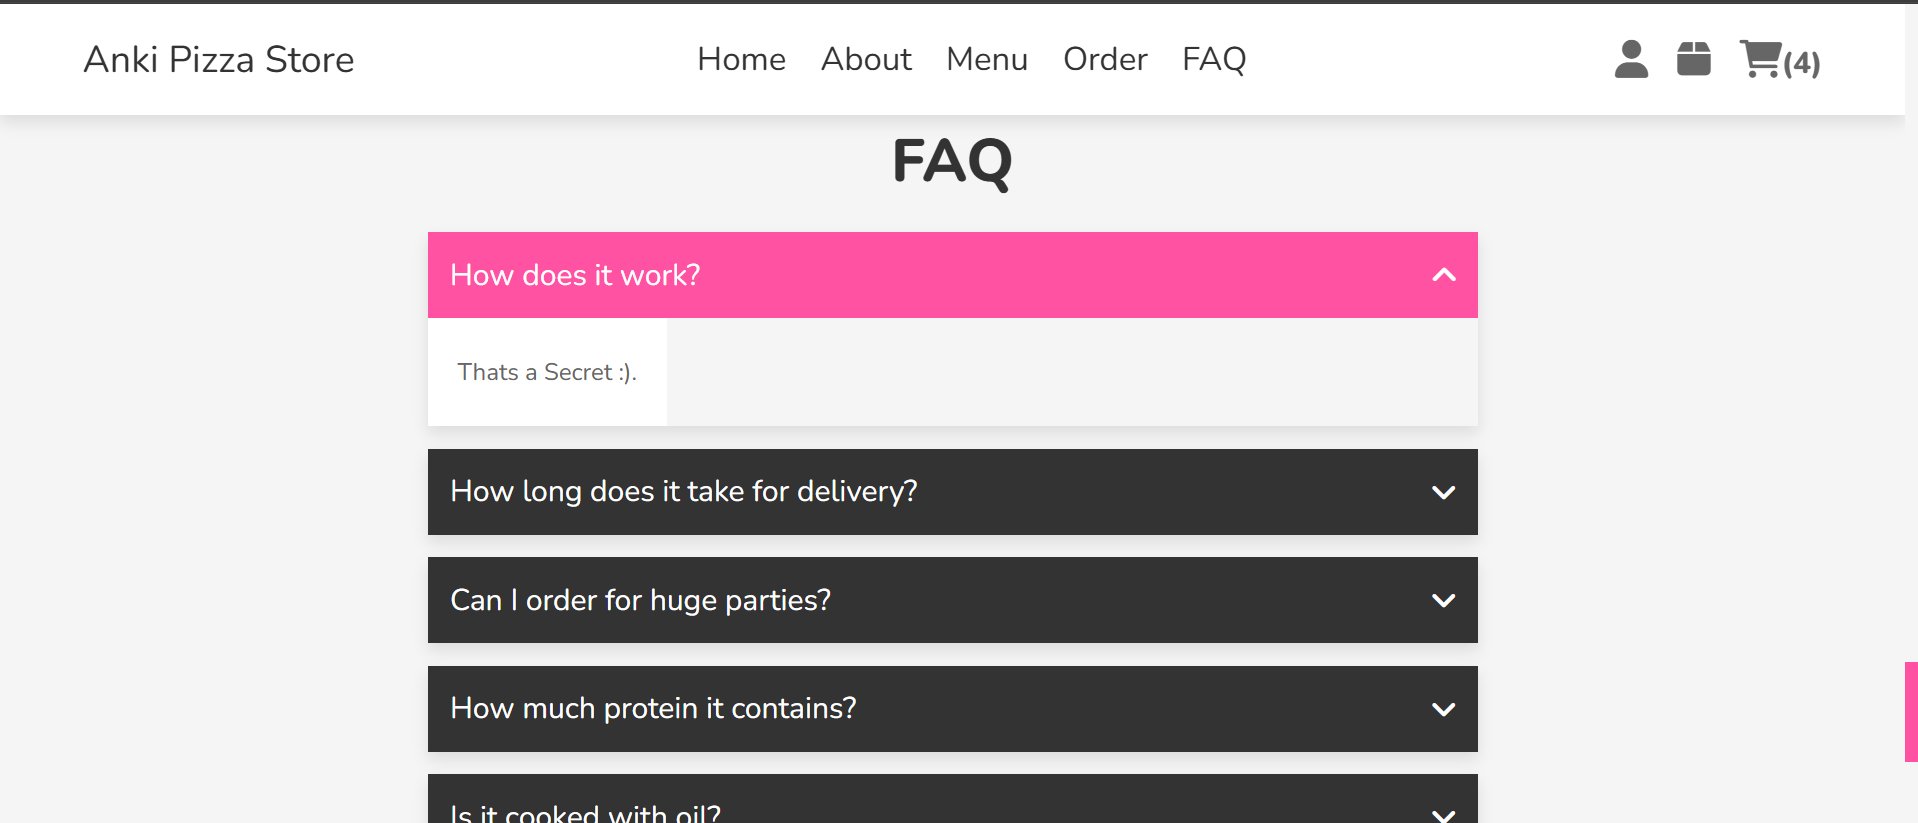 Anki Pizza Store
Home About Menu Order FAQ
(4)
FAQ
How does it work?
Thats a Secret :).
How long does it take for delivery?
Can I order for huge parties?
How much protein it contains?
Is it cooked with oil?